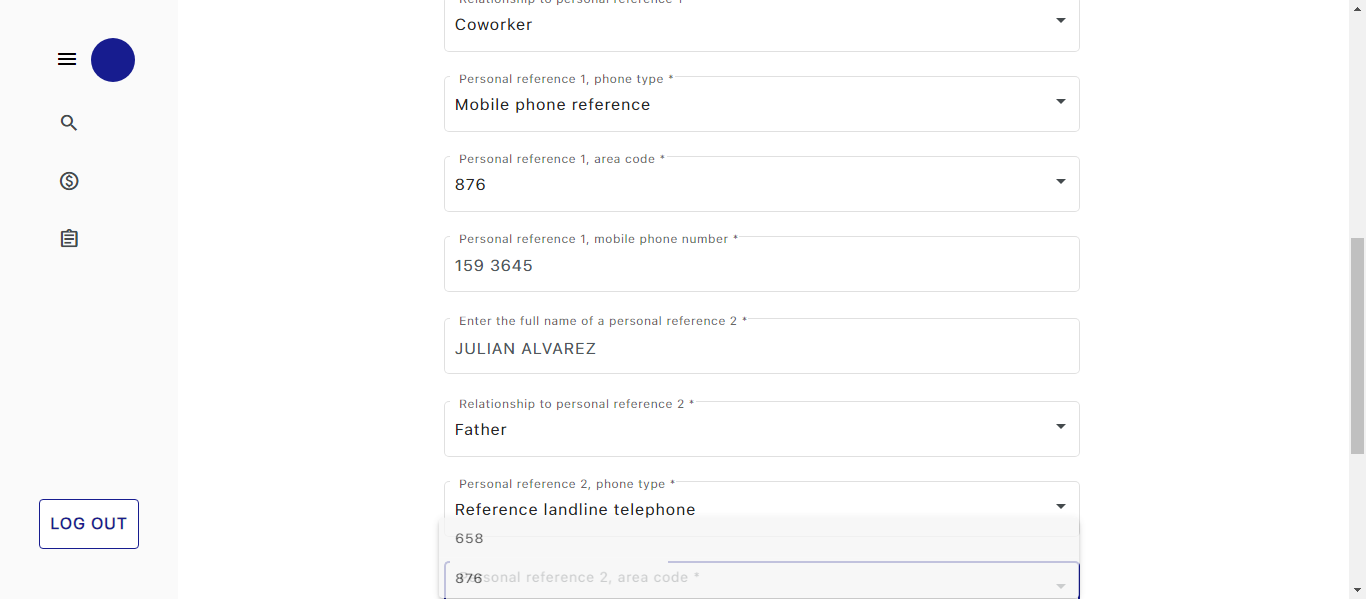 Relationship to personal reference 1
Coworker
Personal reference 1, phone type *
Mobile phone reference
Personal reference 1, area code *
876
Personal reference 1, mobile phone number *
159 3645
Enter the full name of a personal reference 2 *
JULIAN ALVAREZ
Relationship to personal reference 2 *
Father
Personal reference 2, phone type *
Reference landline telephone
658
Personal reference 2, area code *
876
LOG OUT